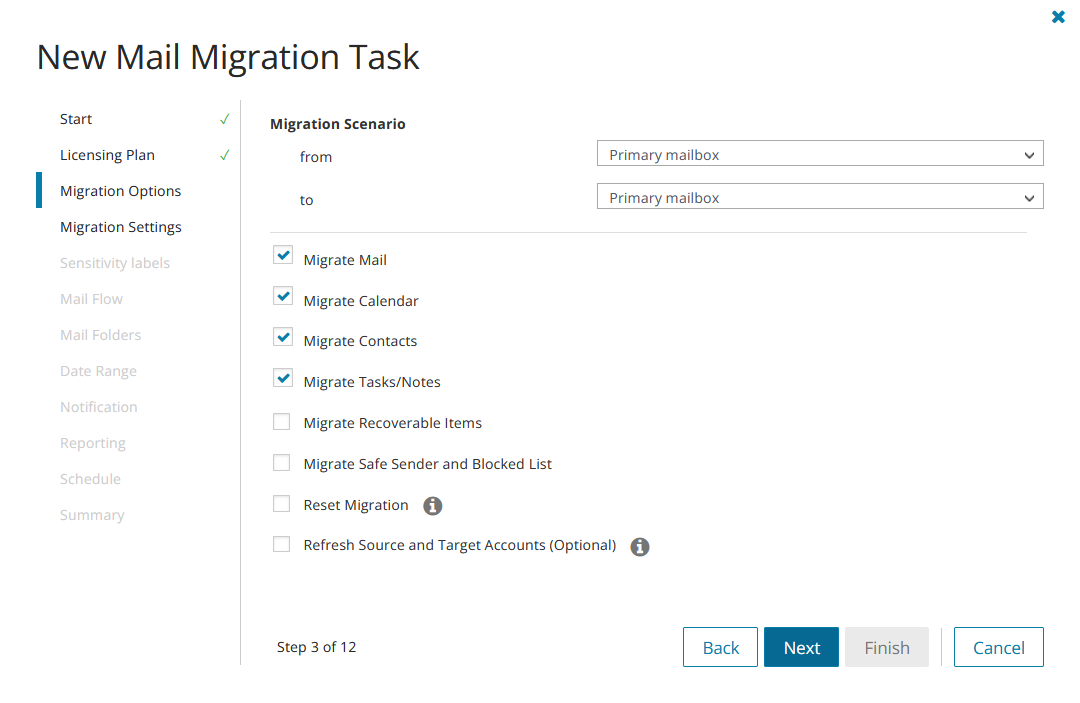 New Mail Migration Task
Start
Licensing Plan
Migration Options
Migration Settings
Sensitivity labels
Mail Flow
Mail Folders
Date Range
Notification
Reporting
Schedule
Summary
Migration Scenario
from
Primary mailbox
to
Primary mailbox
Migrate Mail
Migrate Calendar
Migrate Contacts
Migrate Tasks/Notes
Migrate Recoverable Items
Migrate Safe Sender and Blocked List
Reset Migration
Refresh Source and Target Accounts (Optional)
Step 3 of 12
Back
Next
Finish
Cancel